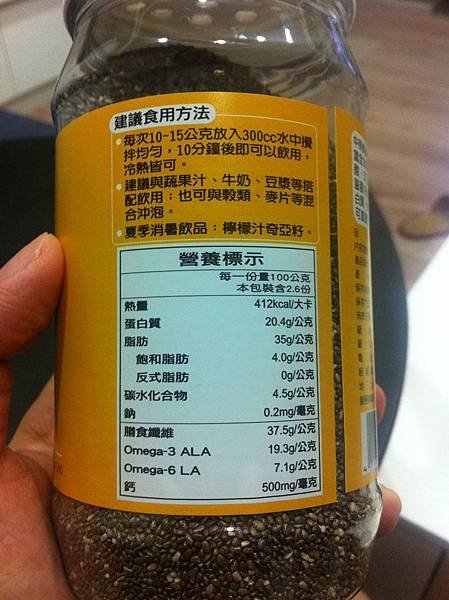 建議食用方法
•每次10~15公克放入300cc水中攪
拌均勻，10分鐘後即可以飲用，
冷熱皆可。
•建議與蔬果汁、牛奶、豆漿等搭
配飲用；也可與穀類、麥片等混
合沖泡。
•夏季消暑飲品：檸檬汁奇亞籽。
營養標示
每一份量100公克
本包裝含2.6份
熱量 412kcal/大卡
蛋白質 20.4g/公克
脂肪 35g/公克
飽和脂肪 4.0g/公克
反式脂肪 0g/公克
碳水化合物 4.5g/公克
鈉 0.2mg/毫克
膳食纖維 37.5g/公克
Omega-3 ALA 19.3g/公克
Omega-6 LA 7.1g/公克
鈣 500mg/毫克